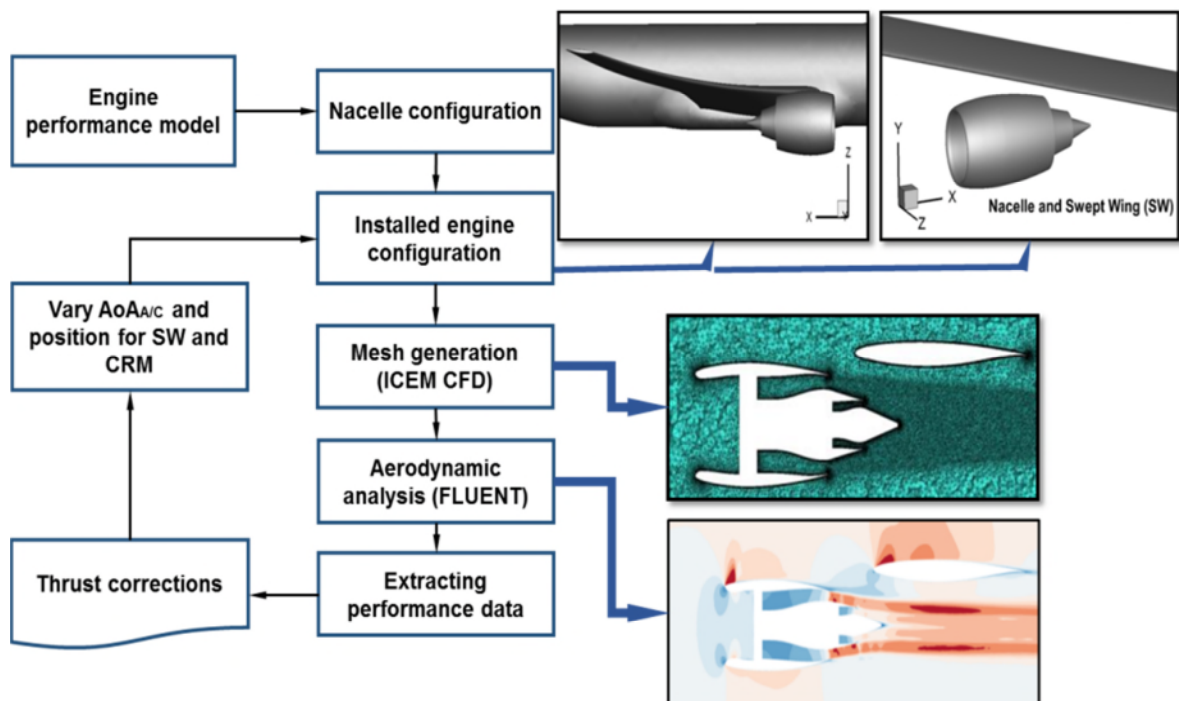 Engine
performance model
Nacelle configuration
Installed engine
configuration
Vary AoAA/C and
position for SW and
CRM
Mesh generation
(ICEM CFD)
Aerodynamic
analysis (FLUENT)
Extracting
performance data
Thrust corrections
Z
X
Y
Y
X
Z
Nacelle and Swept Wing (SW)